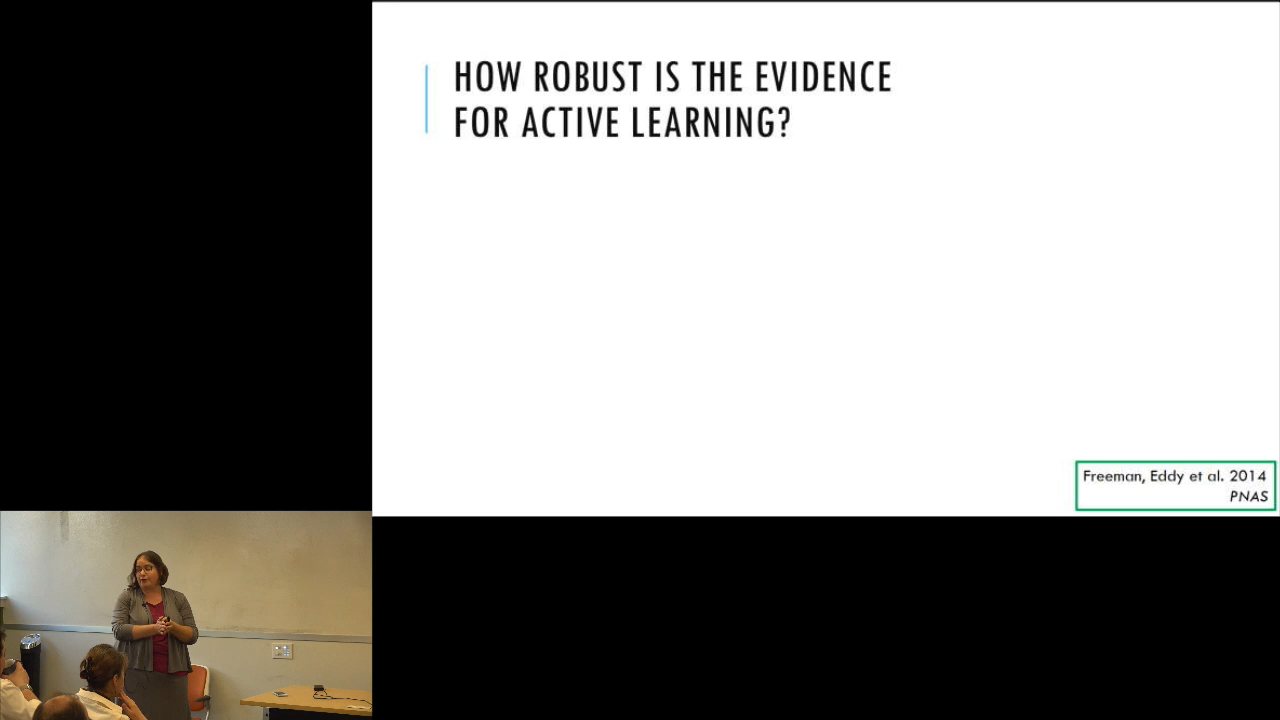 HOW ROBUST IS THE EVIDENCE
FOR ACTIVE LEARNING?
Freeman, Eddy et al. 2014
PNAS